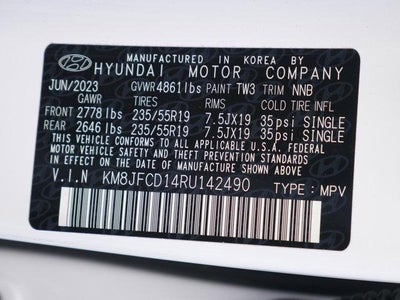 MANUFACTURED IN KOREA BY
HYUNDAI MOTOR COMPANY
JUN/2023 GVWR 4861lbs PAINT TW3 TRIM NNB
GAWR TIRES RIMS COLD TIRE INFL
FRONT 2778lbs 235/55R19 7.5JX19 35psi SINGLE
REAR 2646lbs 235/55R19 7.5JX19 35psi SINGLE
THIS VEHICLE CONFORMS TO ALL APPLICABLE U.S.A. FEDERAL
MOTOR VEHICLE SAFETY AND THEFT PREVENTION STANDARDS
IN EFFECT ON THE DATE OF MANUFACTURE SHOWN ABOVE.
V.I.N KM8JFCD14RU142490 TYPE: MPV